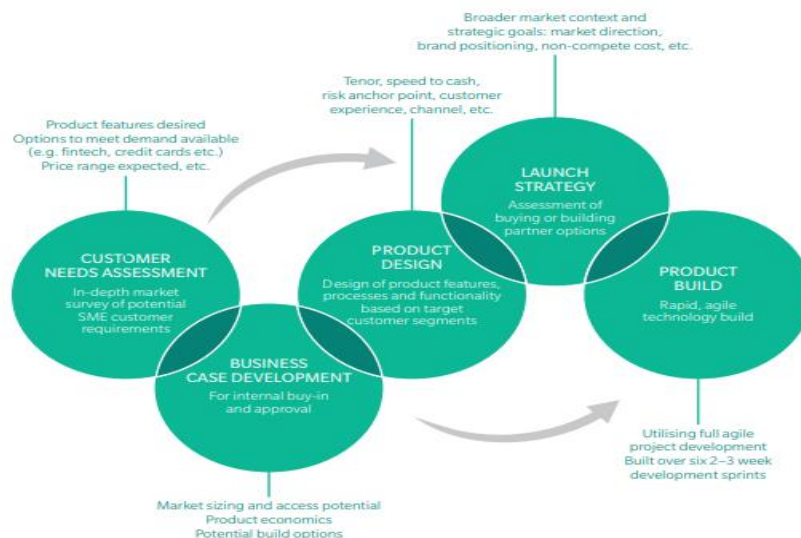 Product features desired
Options to meet demand available
(e.g. fintech, credit cards etc.)
Price range expected, etc.
CUSTOMER
NEEDS ASSESSMENT
In-depth market
survey of potential
SME customer
requirements
BUSINESS
CASE DEVELOPMENT
For internal buy-in
and approval
Market sizing and access potential
Product economics
Potential build options
Tenor, speed to cash,
risk anchor point, customer
experience, channel, etc.
PRODUCT
DESIGN
Design of product features,
processes and functionality
based on target
customer segments
Broader market context and
strategic goals: market direction,
brand positioning, non-compete cost, etc.
LAUNCH
STRATEGY
Assessment of
buying or building
partner options
PRODUCT
BUILD
Rapid, agile
technology build
Utilising full agile
project development
Built over six 2–3 week
development sprints